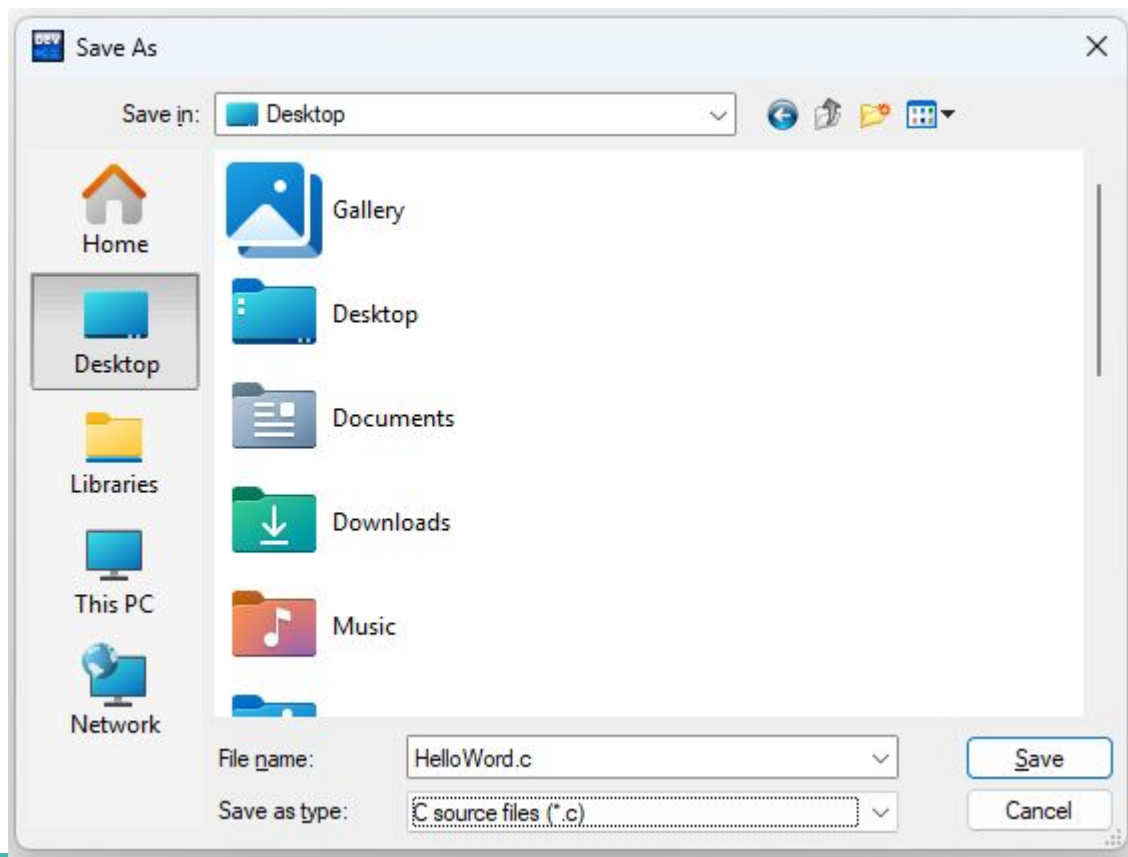 DEV
Save As
Save in:
Desktop
Home
Desktop
Libraries
This PC
Network
Gallery
Desktop
Documents
Downloads
Music
File name:
HelloWord.c
Save
Save as type:
C source files (*.c)
Cancel